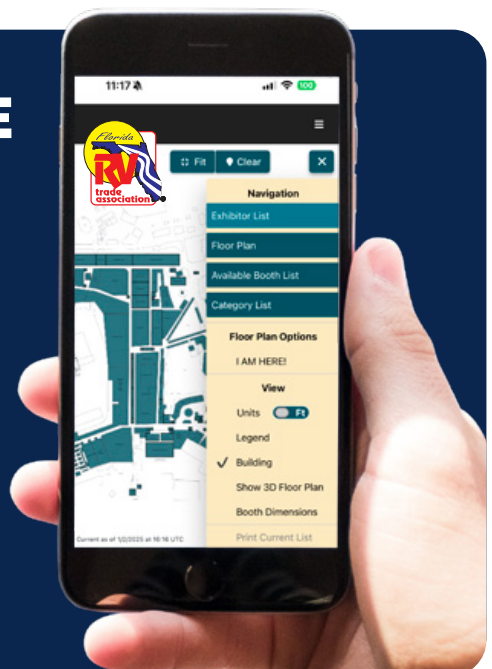 E
11:17
100
Florida
RV
trade
association
Fit
Clear
X
Navigation
Exhibitor List
Floor Plan
Available Booth List
Category List
Floor Plan Options
I AM HERE!
View
Units Ft
Legend
Building
Show 3D Floor Plan
Booth Dimensions
Print Current List
Current as of 1/2/2025 at 16:16 UTC